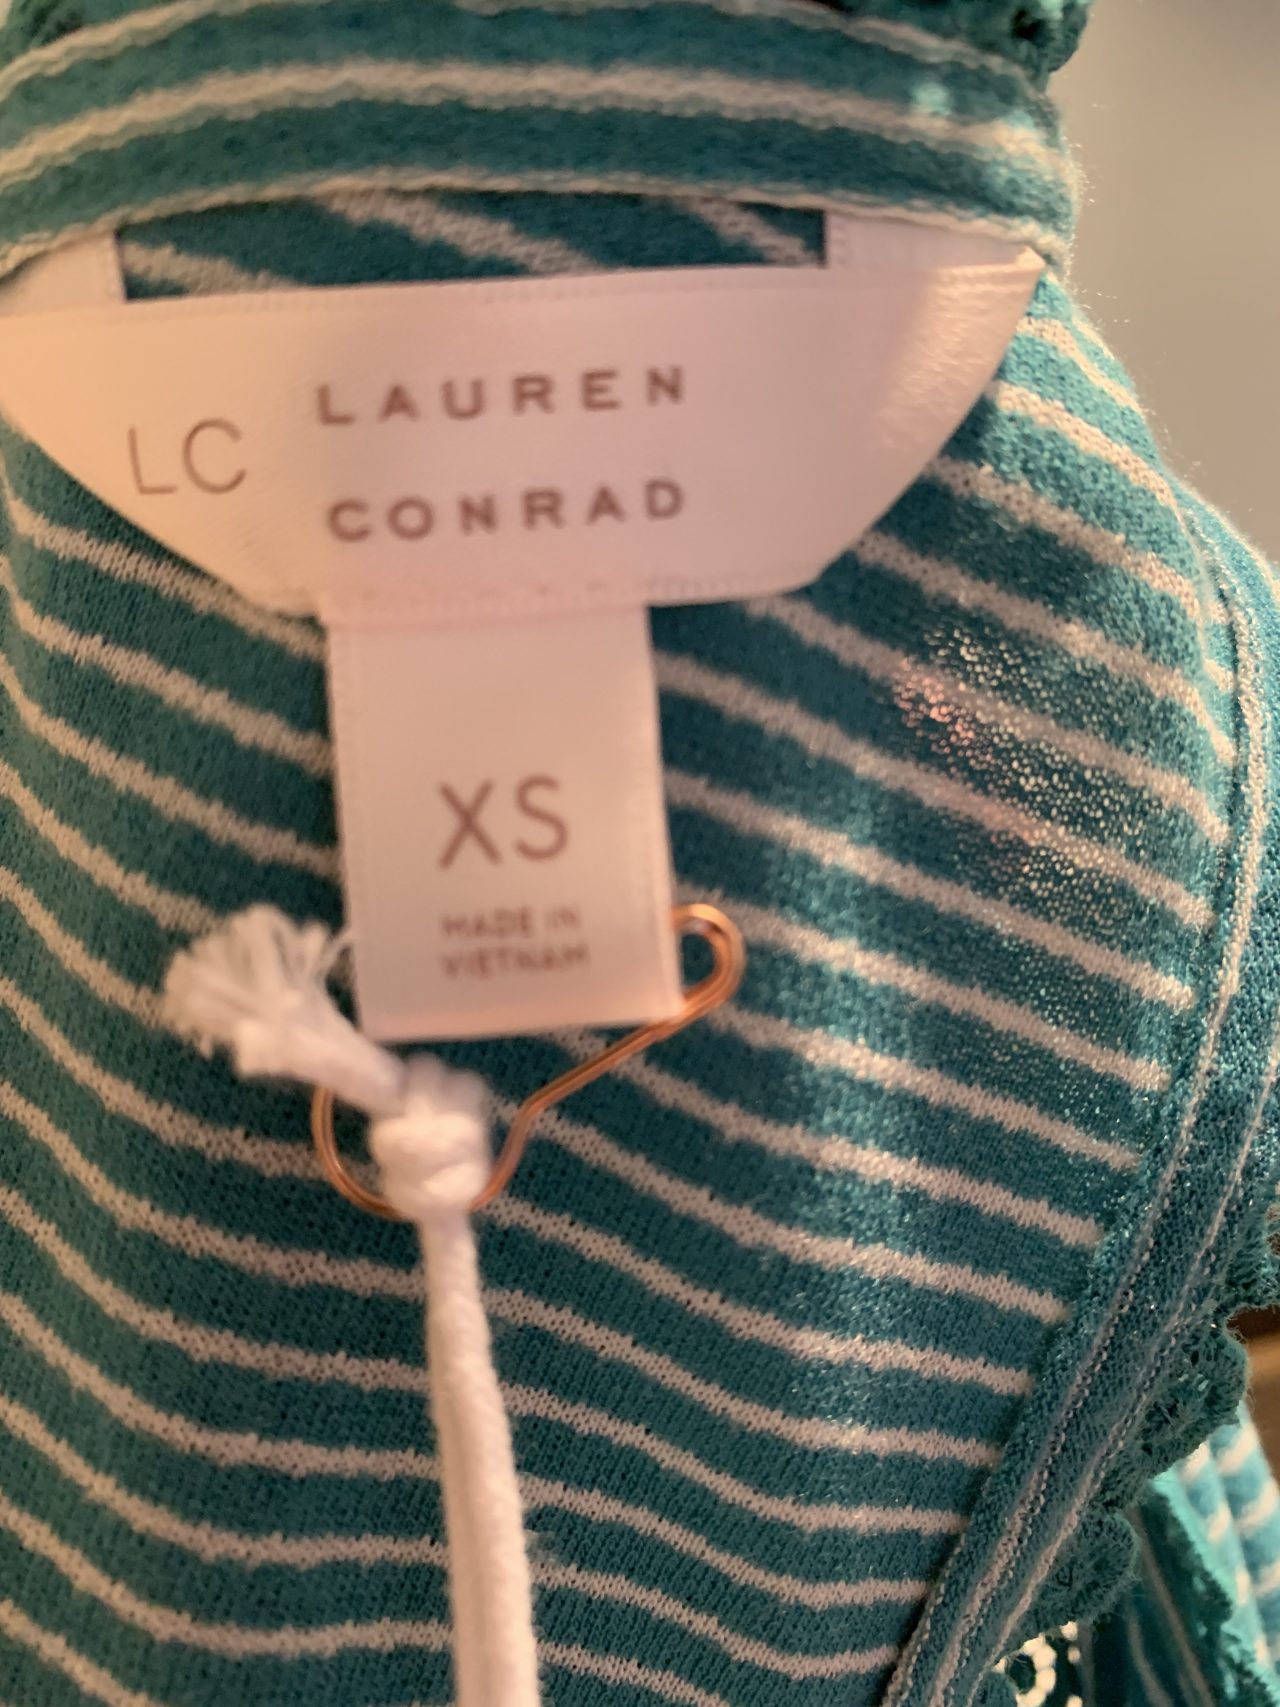 LC
LAUREN
CONRAD
XS
MADE IN
VIETNAM